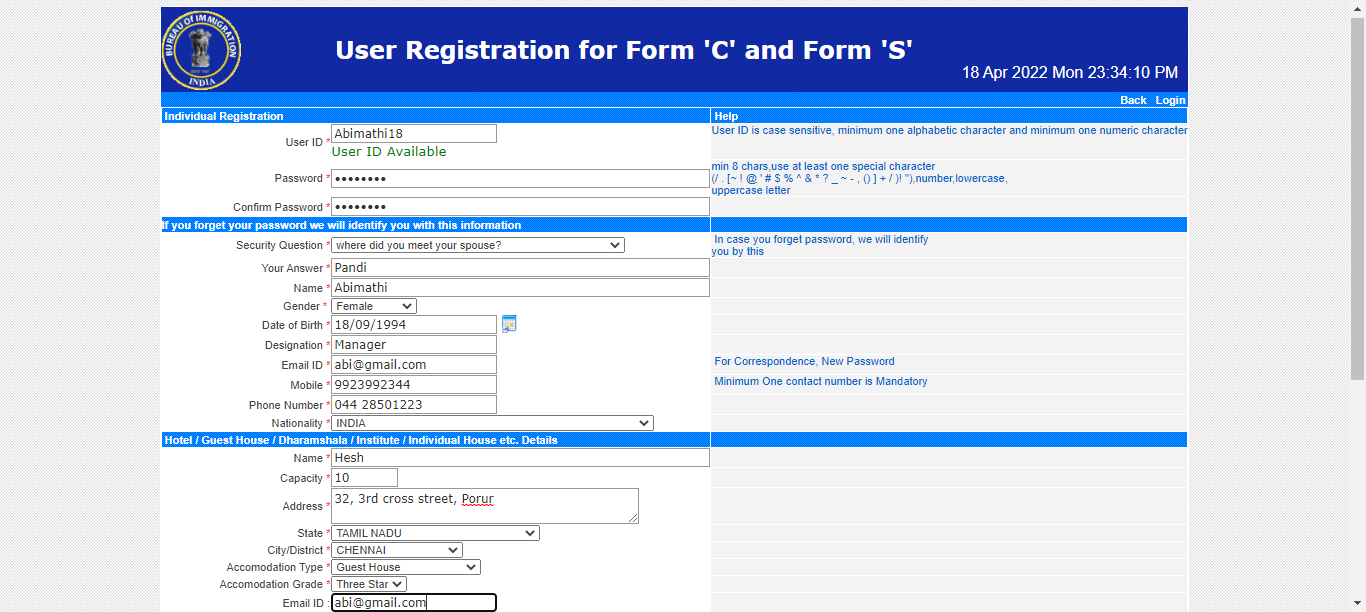 BUREAU OF IMMIGRATION
INDIA
User Registration for Form 'C' and Form 'S'
18 Apr 2022 Mon 23:34:10 PM
Back Login
Individual Registration Help
User ID * Abimathi18 User ID is case sensitive, minimum one alphabetic character and minimum one numeric character
User ID Available
Password * •••••••• min 8 chars,use at least one special character
(/ . [~ ! @ ' # $ % ^ & * ? _ ~ - , () ] + / )! "),number,lowercase,
uppercase letter
Confirm Password * ••••••••
If you forget your password we will identify you with this information
Security Question * where did you meet your spouse? In case you forget password, we will identify
you by this
Your Answer * Pandi
Name * Abimathi
Gender * Female
Date of Birth * 18/09/1994
Designation * Manager
Email ID * abi@gmail.com For Correspondence, New Password
Mobile * 9923992344 Minimum One contact number is Mandatory
Phone Number * 044 28501223
Nationality * INDIA
Hotel / Guest House / Dharamshala / Institute / Individual House etc. Details
Name * Hesh
Capacity * 10
Address * 32, 3rd cross street, Porur
State * TAMIL NADU
City/District * CHENNAI
Accomodation Type * Guest House
Accomodation Grade * Three Star
Email ID : abi@gmail.com